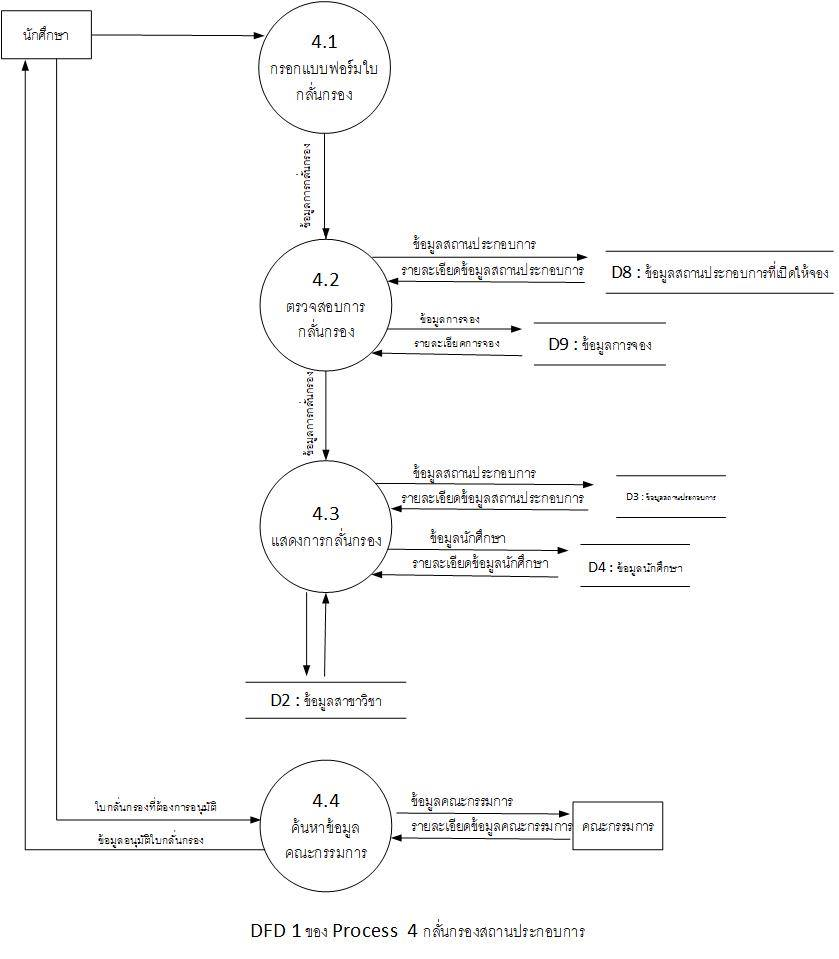 นักศึกษา
4.1
กรอกแบบฟอร์มใบ
กลั่นกรอง
ข้อมูลการกลั่นกรอง
4.2
ตรวจสอบการ
กลั่นกรอง
ข้อมูลสถานประกอบการ
รายละเอียดข้อมูลสถานประกอบการ
D8 : ข้อมูลสถานประกอบการที่เปิดให้จอง
ข้อมูลการจอง
รายละเอียดการจอง
D9 : ข้อมูลการจอง
ข้อมูลการกลั่นกรอง
4.3
แสดงการกลั่นกรอง
ข้อมูลสถานประกอบการ
รายละเอียดข้อมูลสถานประกอบการ
D3 : ข้อมูลสถานประกอบการ
ข้อมูลนักศึกษา
รายละเอียดข้อมูลนักศึกษา
D4 : ข้อมูลนักศึกษา
D2 : ข้อมูลสาขาวิชา
ใบกลั่นกรองที่ต้องการอนุมัติ
ข้อมูลอนุมัติใบกลั่นกรอง
4.4
ค้นหาข้อมูล
คณะกรรมการ
ข้อมูลคณะกรรมการ
รายละเอียดข้อมูลคณะกรรมการ
คณะกรรมการ
DFD 1 ของ Process 4 กลั่นกรองสถานประกอบการ